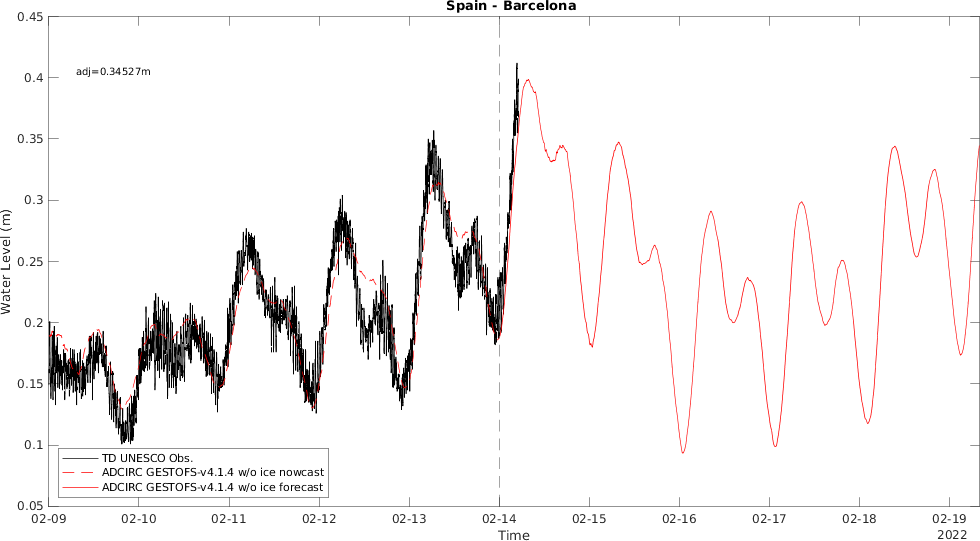 Spain - Barcelona
adj=0.34527m
Water Level (m)
0.45
0.4
0.35
0.3
0.25
0.2
0.15
0.1
0.05
TD UNESCO Obs.
ADCIRC GESTOFS-v4.1.4 w/o ice nowcast
ADCIRC GESTOFS-v4.1.4 w/o ice forecast
02-09 02-10 02-11 02-12 02-13 02-14 02-15 02-16 02-17 02-18 02-19
Time
2022